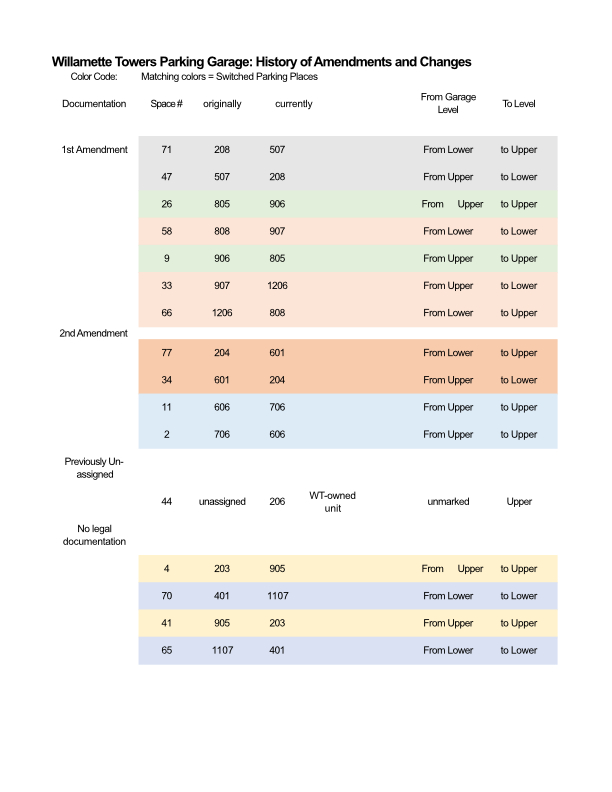 Willamette Towers Parking Garage: History of Amendments and Changes
Color Code: Matching colors = Switched Parking Places
Documentation Space # originally currently From Garage Level To Level
1st Amendment 71 208 507 From Lower to Upper
47 507 208 From Upper to Lower
26 805 906 From Upper to Upper
58 808 907 From Lower to Lower
9 906 805 From Upper to Upper
33 907 1206 From Upper to Lower
66 1206 808 From Lower to Upper
2nd Amendment
77 204 601 From Lower to Upper
34 601 204 From Upper to Lower
11 606 706 From Upper to Upper
2 706 606 From Upper to Upper
Previously Un-
assigned
44 unassigned 206 WT-owned unit unmarked Upper
No legal
documentation
4 203 905 From Upper to Upper
70 401 1107 From Lower to Lower
41 905 203 From Upper to Upper
65 1107 401 From Lower to Lower